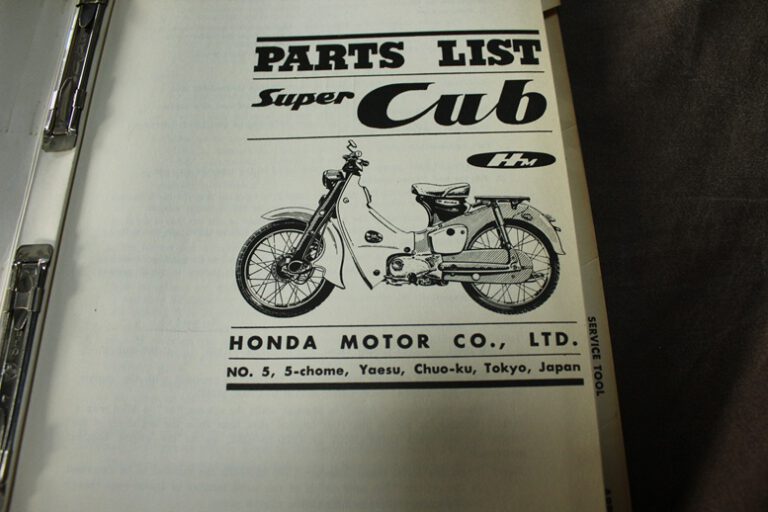 PARTS LIST
Super Cub
HM
HONDA MOTOR CO., LTD.
NO. 5, 5-chome, Yaesu, Chuo-ku, Tokyo, Japan
SERVICE TOOL